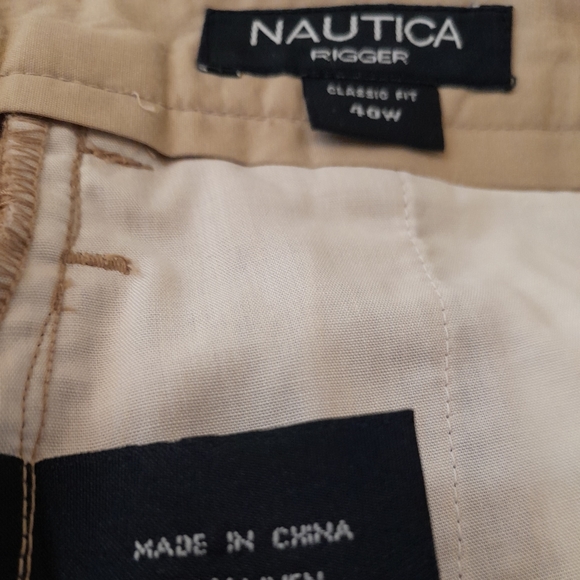 NAUTICA
RIGGER
CLASSIC FIT
40W
MADE IN CHINA